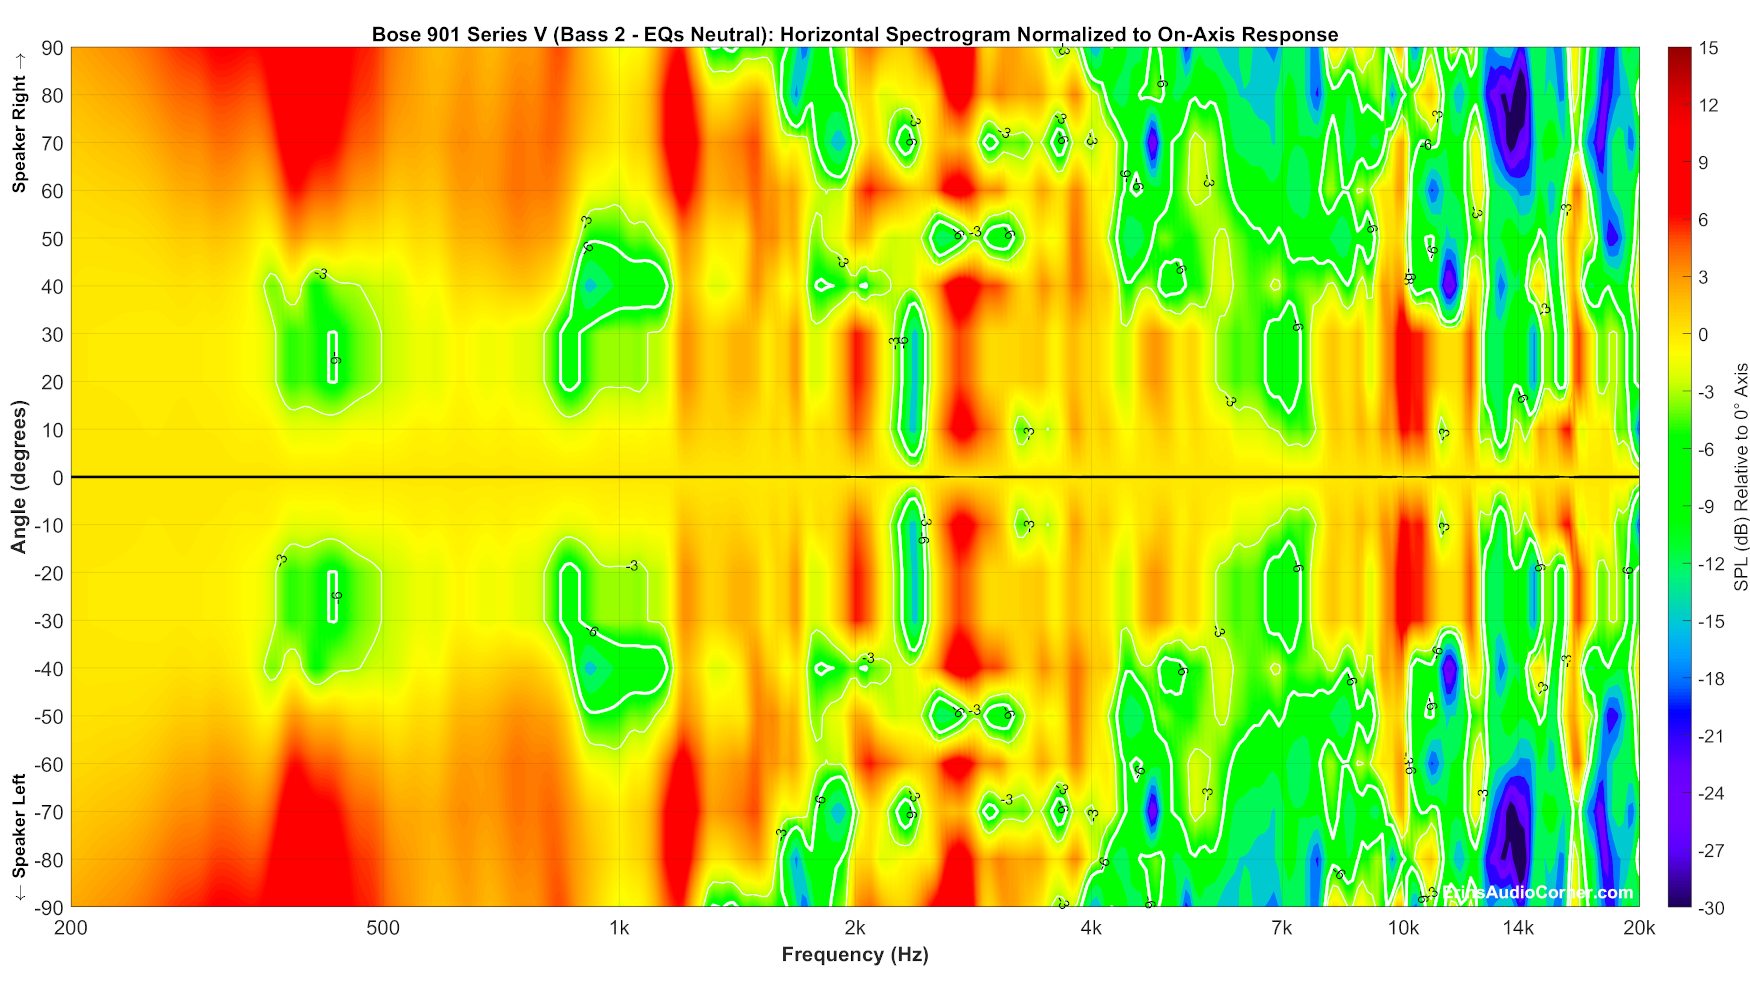 Bose 901 Series V (Bass 2 - EQs Neutral): Horizontal Spectrogram Normalized to On-Axis Response
Speaker Right →
Angle (degrees)
← Speaker Left
90
80
70
60
50
40
30
20
10
0
-10
-20
-30
-40
-50
-60
-70
-80
-90
200
500
1k
2k
4k
7k
10k
14k
20k
Frequency (Hz)
ErinsAudioCorner.com
15
12
9
6
3
0
-3
-6
-9
-12
-15
-18
-21
-24
-27
-30
SPL (dB) Relative to 0° Axis